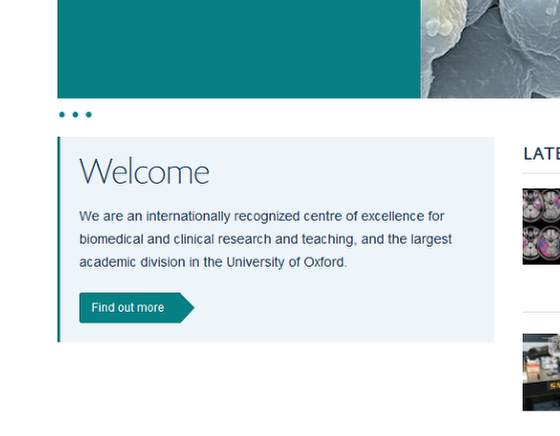 Welcome
We are an internationally recognized centre of excellence for
biomedical and clinical research and teaching, and the largest
academic division in the University of Oxford.
Find out more